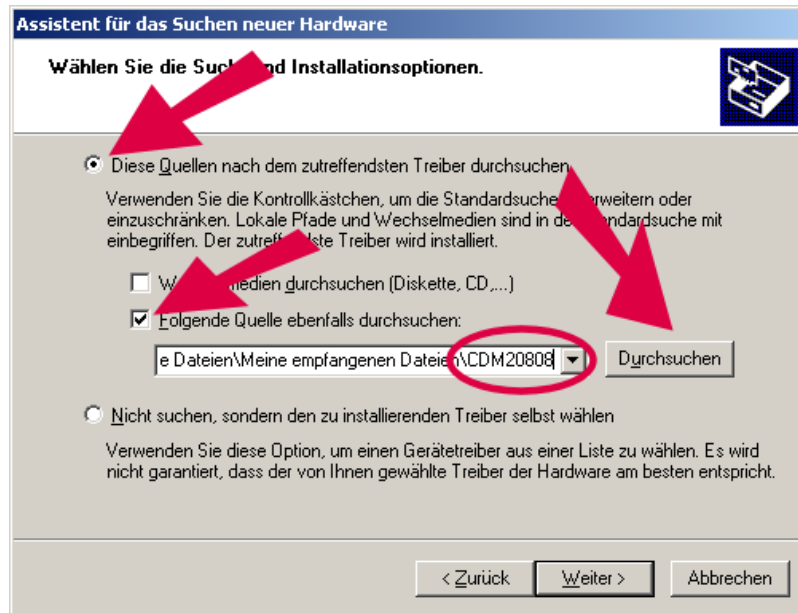 Assistent für das Suchen neuer Hardware
Wählen Sie die Such- und Installationsoptionen.
Diese Quellen nach dem zutreffendsten Treiber durchsuchen
Verwenden Sie die Kontrollkästchen, um die Standardsuche erweitern oder
einzuschränken. Lokale Pfade und Wechselmedien sind in der Standardsuche mit
einbegriffen. Der zutreffendste Treiber wird installiert.
Wechselmedien durchsuchen (Diskette, CD,...)
Folgende Quelle ebenfalls durchsuchen:
e Dateien\Meine empfangenen Dateien\CDM20808
Durchsuchen
Nicht suchen, sondern den zu installierenden Treiber selbst wählen
Verwenden Sie diese Option, um einen Gerätetreiber aus einer Liste zu wählen. Es wird
nicht garantiert, dass der von Ihnen gewählte Treiber der Hardware am besten entspricht.
< Zurück
Weiter >
Abbrechen